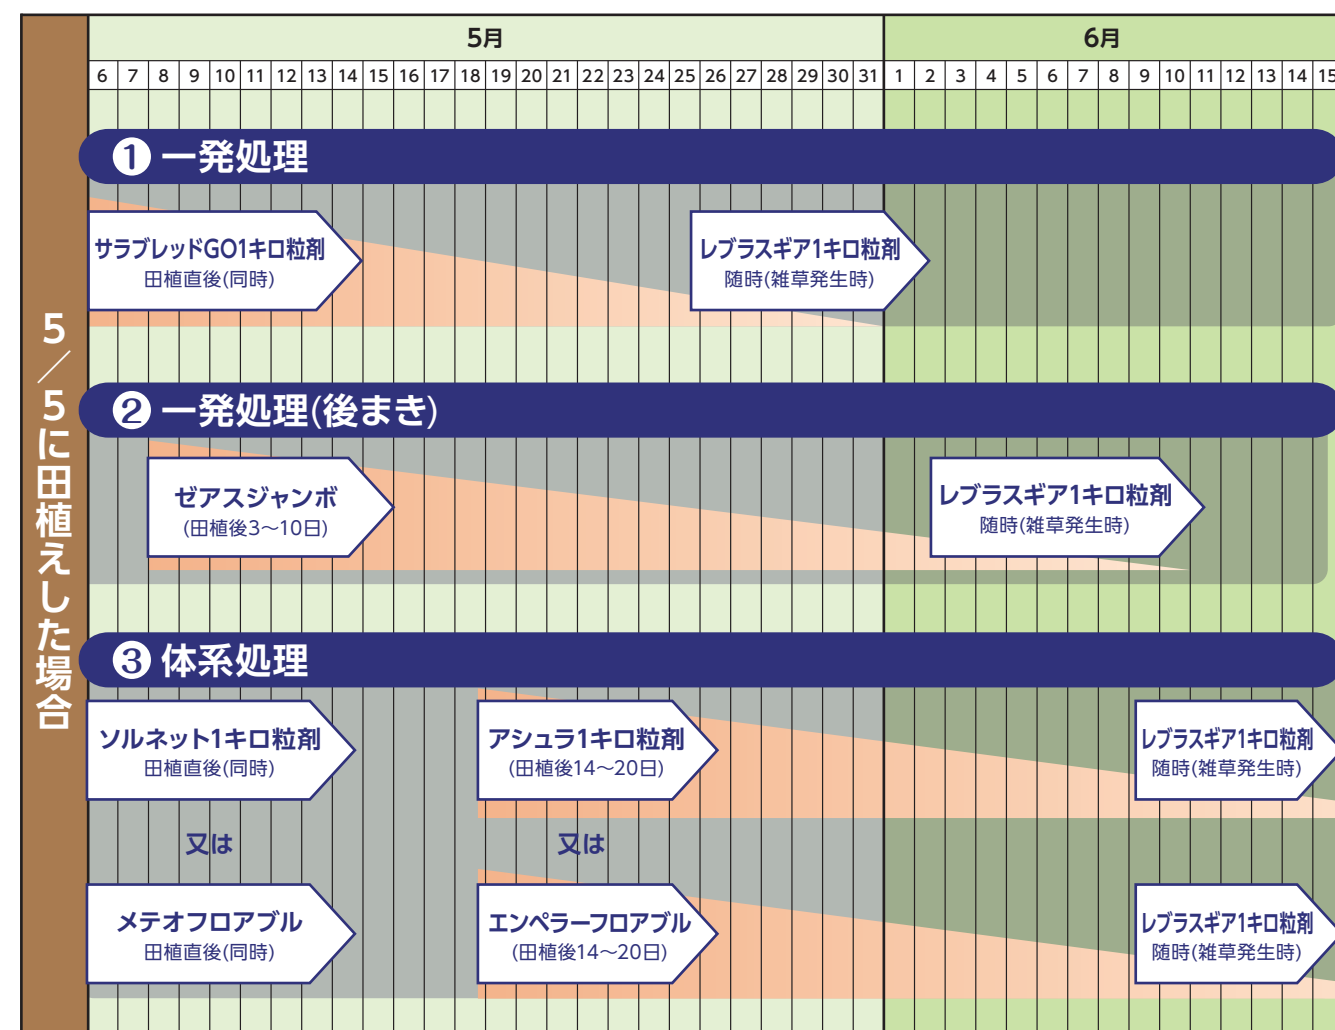 5月 6月
6 7 8 9 10 11 12 13 14 15 16 17 18 19 20 21 22 23 24 25 26 27 28 29 30 31 1 2 3 4 5 6 7 8 9 10 11 12 13 14 15
5/5に田植えした場合
❶ 一発処理
サラブレッドGO1キロ粒剤
田植直後(同時)
レブラスギア1キロ粒剤
随時(雑草発生時)
❷ 一発処理(後まき)
ゼアスジャンボ
(田植後3〜10日)
レブラスギア1キロ粒剤
随時(雑草発生時)
❸ 体系処理
ソルネット1キロ粒剤
田植直後(同時)
アシュラ1キロ粒剤
(田植後14〜20日)
レブラスギア1キロ粒剤
随時(雑草発生時)
又は
又は
メテオフロアブル
田植直後(同時)
エンペラーフロアブル
(田植後14〜20日)
レブラスギア1キロ粒剤
随時(雑草発生時)